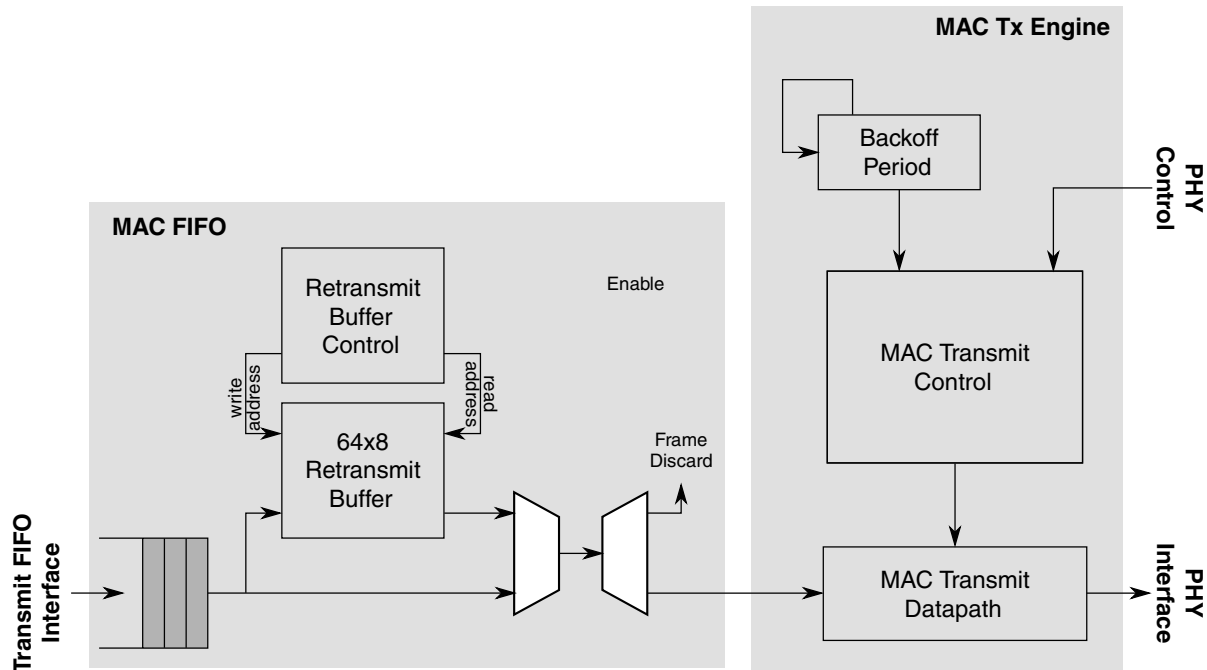 MAC Tx Engine
Backoff
Period
PHY
Control
MAC FIFO
Retransmit
Buffer
Control
Enable
MAC Transmit
Control
write
address
read
address
64x8
Retransmit
Buffer
Frame
Discard
Transmit FIFO
Interface
MAC Transmit
Datapath
PHY
Interface